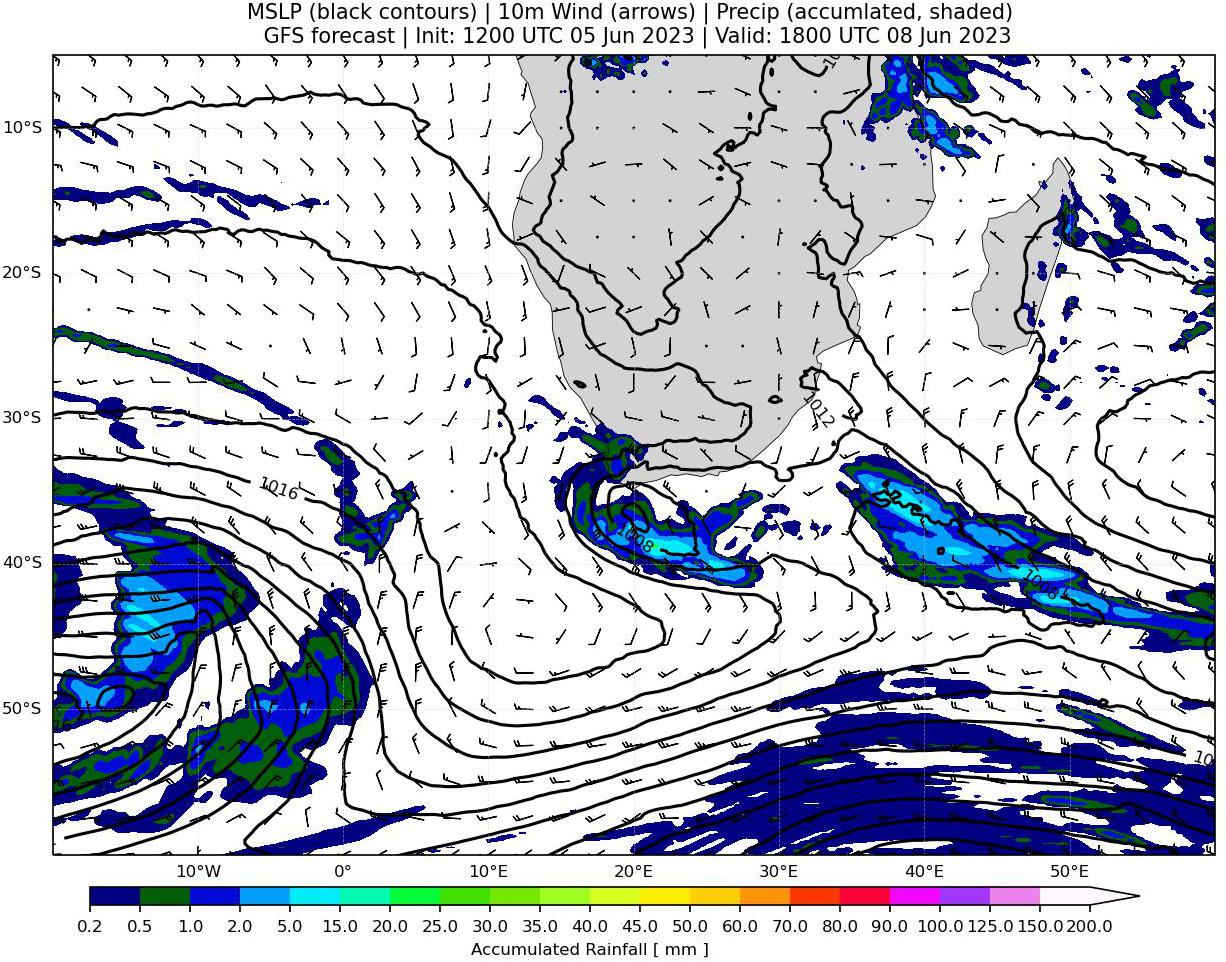 MSLP (black contours) | 10m Wind (arrows) | Precip (accumlated, shaded)
GFS forecast | Init: 1200 UTC 05 Jun 2023 | Valid: 1800 UTC 08 Jun 2023
10°S
20°S
30°S
1012
1016
1008
40°S
1008
50°S
10°W 0° 10°E 20°E 30°E 40°E 50°E
0.2 0.5 1.0 2.0 5.0 15.0 20.0 25.0 30.0 35.0 40.0 45.0 50.0 60.0 70.0 80.0 90.0 100.0 125.0 150.0 200.0
Accumulated Rainfall [ mm ]